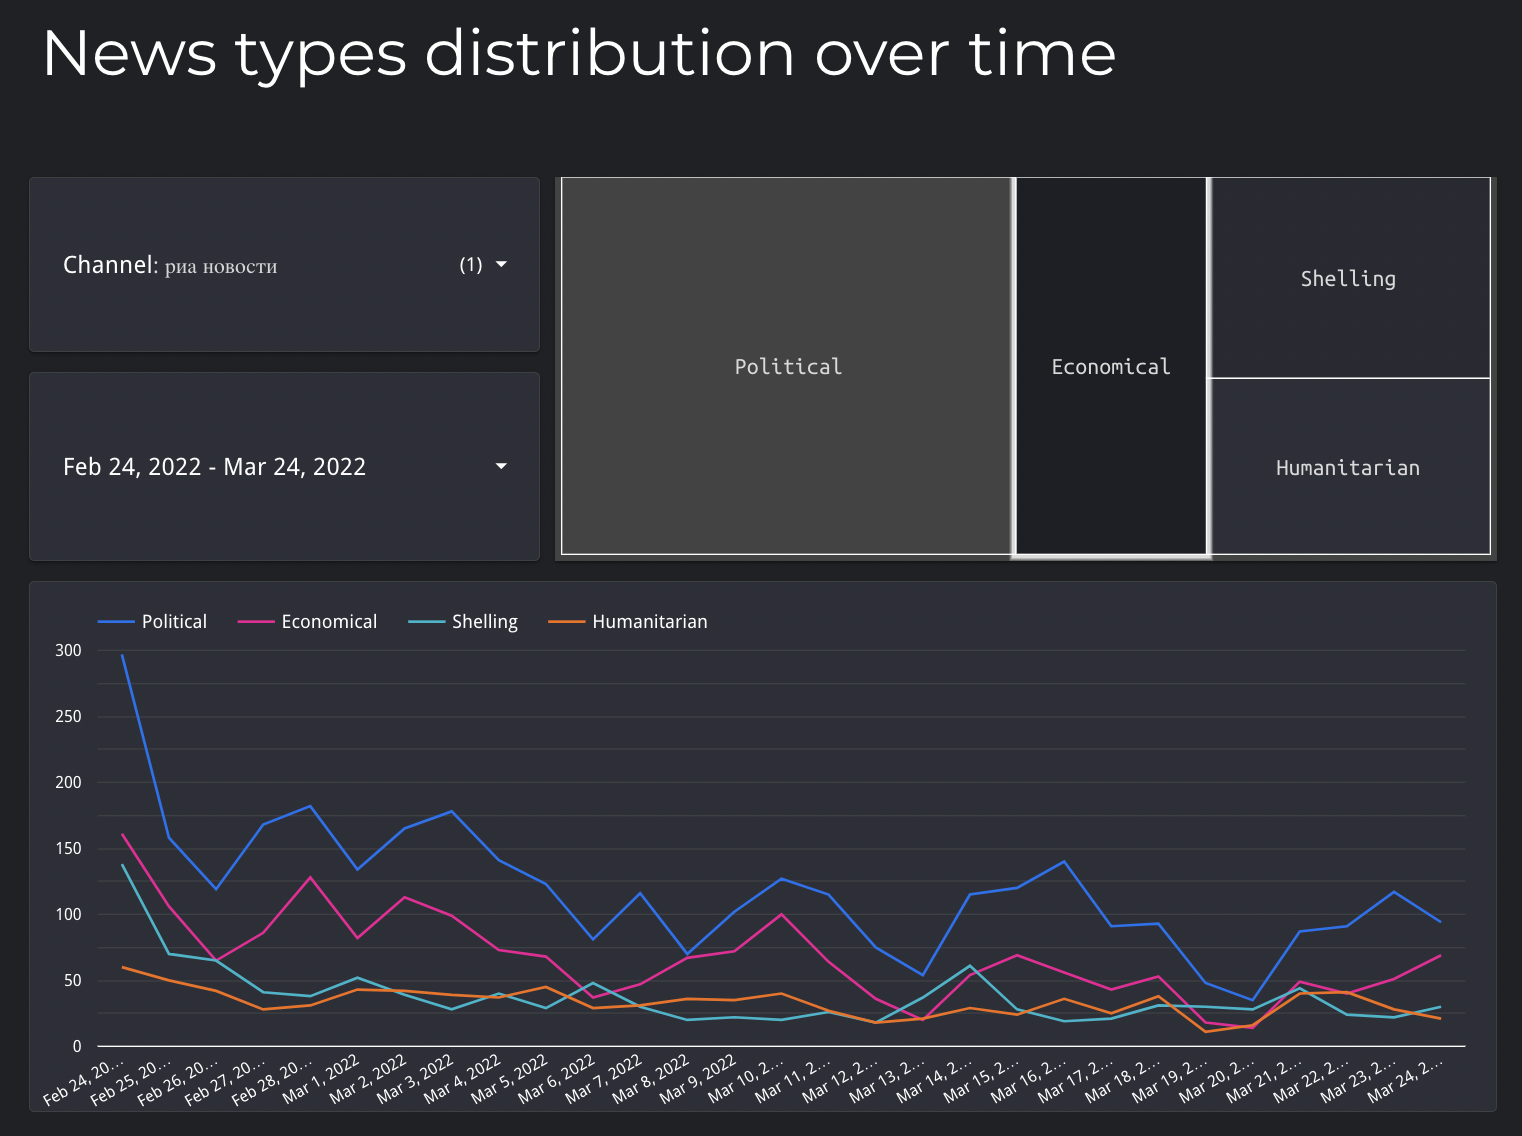 News types distribution over time
Channel: риа новости (1)
Feb 24, 2022 - Mar 24, 2022
Political
Economical
Shelling
Humanitarian
Political Economical Shelling Humanitarian
300
250
200
150
100
50
0
Feb 24, 20...
Feb 25, 20...
Feb 26, 20...
Feb 27, 20...
Feb 28, 20...
Mar 1, 2022
Mar 2, 2022
Mar 3, 2022
Mar 4, 2022
Mar 5, 2022
Mar 6, 2022
Mar 7, 2022
Mar 8, 2022
Mar 9, 2022
Mar 10, 2...
Mar 11, 2...
Mar 12, 2...
Mar 13, 2...
Mar 14, 2...
Mar 15, 2...
Mar 16, 2...
Mar 17, 2...
Mar 18, 2...
Mar 19, 2...
Mar 20, 2...
Mar 21, 2...
Mar 22, 2...
Mar 23, 2...
Mar 24, 2...